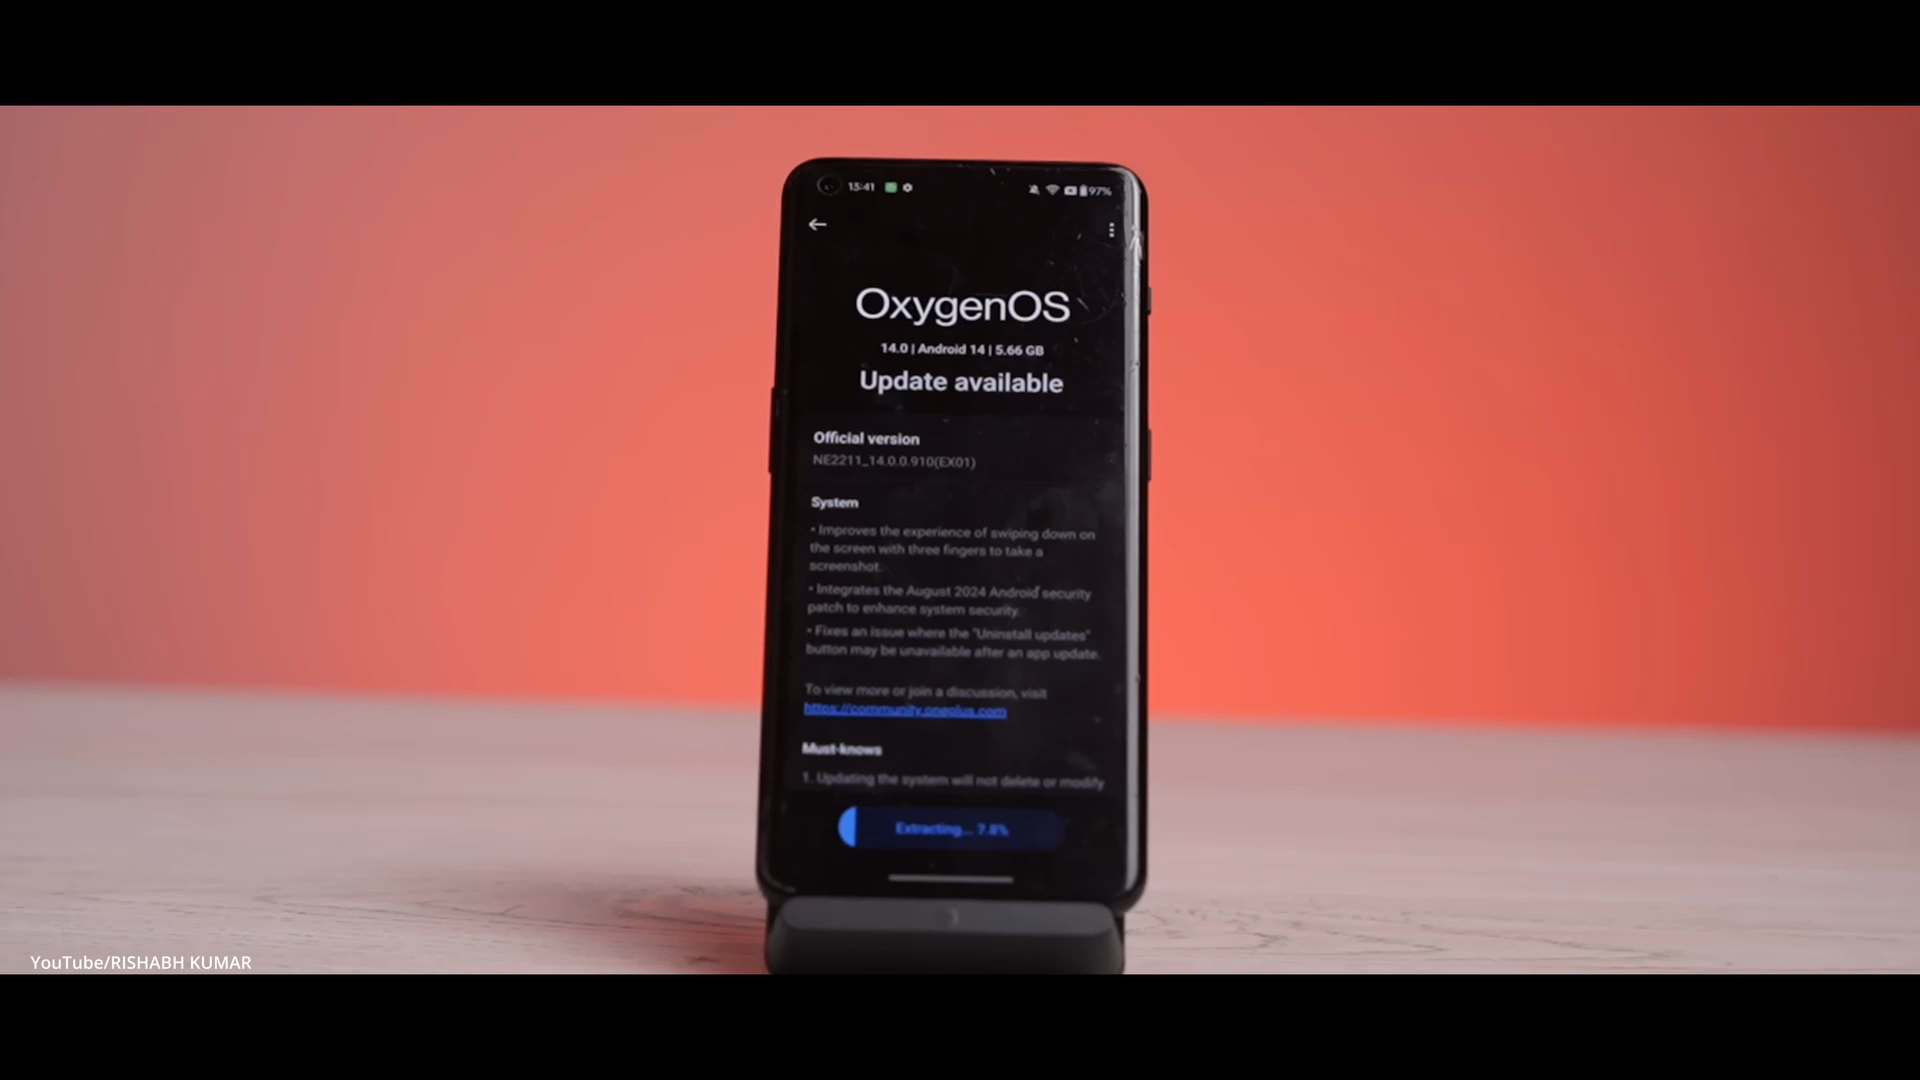 15:41
97%
OxygenOS
14.0 | Android 14 | 5.66 GB
Update available
Official version
NE2211_14.0.0.910(EX01)
System
• Improves the experience of swiping down on
the screen with three fingers to take a
screenshot.
• Integrates the August 2024 Android security
patch to enhance system security.
• Fixes an issue where the "Uninstall updates"
button may be unavailable after an app update.
To view more or join a discussion, visit
https://community.oneplus.com
Must-knows
1. Updating the system will not delete or modify
Extracting... 7.8%
YouTube/RISHABH KUMAR